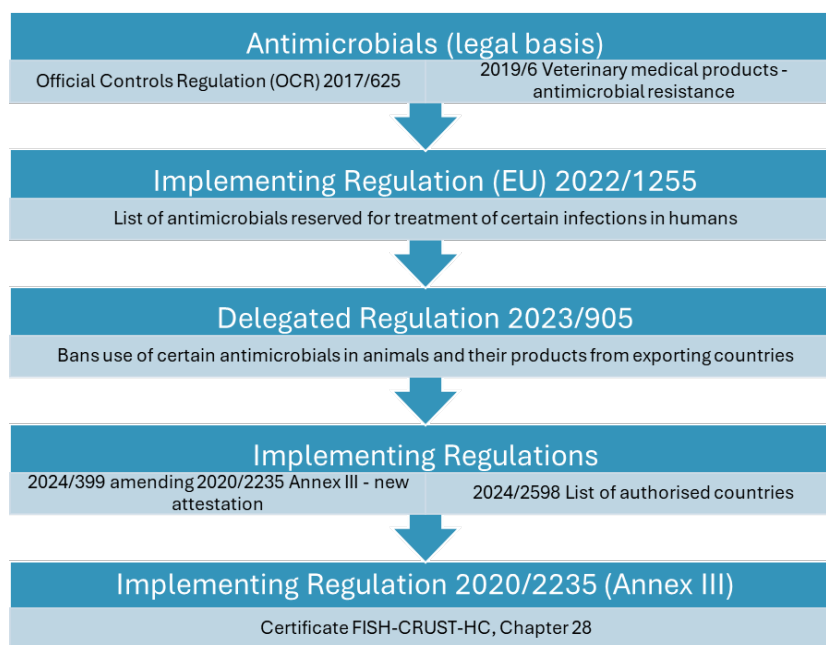 Antimicrobials (legal basis)
Official Controls Regulation (OCR) 2017/625
2019/6 Veterinary medical products -
antimicrobial resistance
Implementing Regulation (EU) 2022/1255
List of antimicrobials reserved for treatment of certain infections in humans
Delegated Regulation 2023/905
Bans use of certain antimicrobials in animals and their products from exporting countries
Implementing Regulations
2024/399 amending 2020/2235 Annex III - new
attestation
2024/2598 List of authorised countries
Implementing Regulation 2020/2235 (Annex III)
Certificate FISH-CRUST-HC, Chapter 28